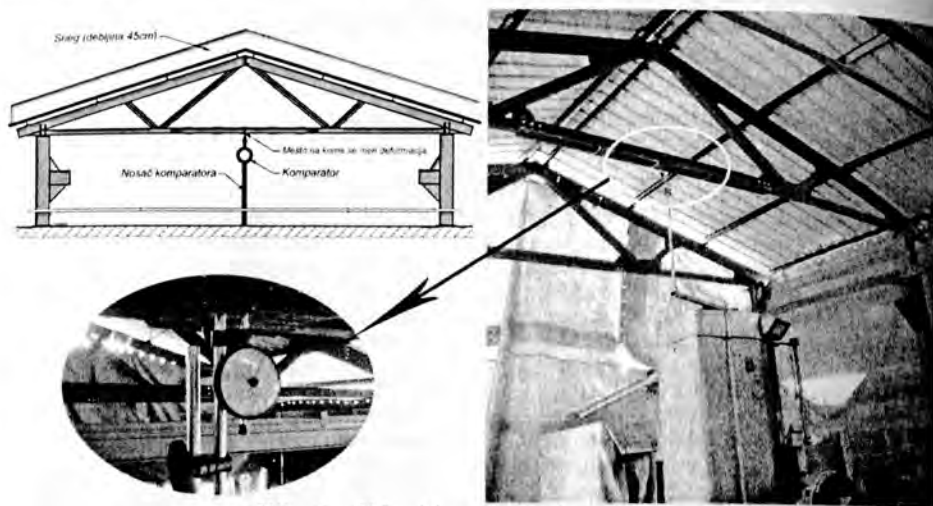 Sneg (debljina 45cm)
Mesto na kome se meri deformacija
Nosač komparatora
Komparator